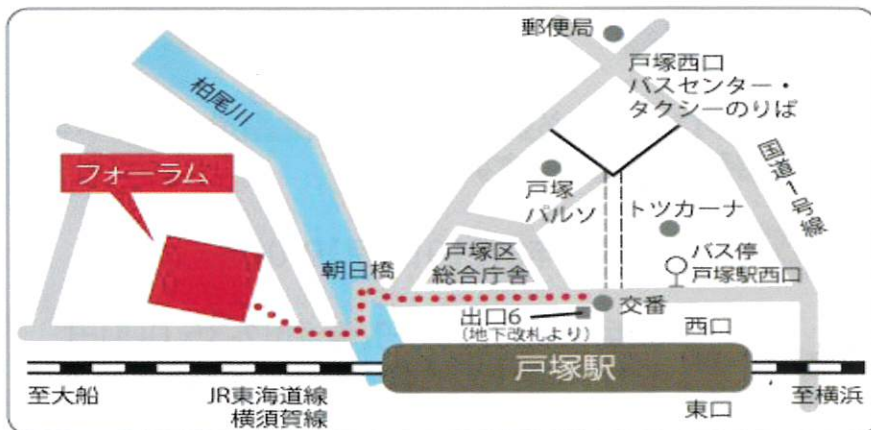 郵便局
戸塚西口
バスセンター・
タクシーのりば
柏尾川
国道1号線
フォーラム
戸塚
パルソ
トツカーナ
バス停
戸塚駅西口
朝日橋
戸塚区
総合庁舎
交番
出口6
(地下改札より)
西口
戸塚駅
至大船
JR東海道線
横須賀線
東口
至横浜